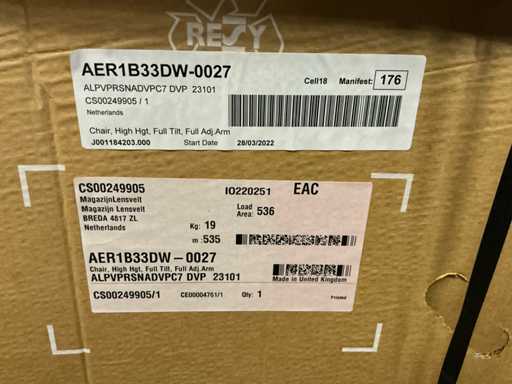 RESY
AER1B33DW-0027
Cell18 Manifest: 176
ALPVPRSNADVPC7 DVP 23101
CS00249905 / 1
Netherlands
Chair, High Hgt, Full Tilt, Full Adj.Arm
J001184203.000 Start Date 28/03/2022
CS00249905 IO220251 EAC
MagazijnLensveit
Magazijn Lensveit
BREDA 4817 ZL
Netherlands
Kg: 19
Load Area: 536
m : 535
AER1B33DW-0027
Chair, High Hgt, Full Tilt, Full Adj.Arm
ALPVPRSNADVPC7 DVP 23101
Made in United Kingdom
CS00249905/1 CE00004761/1 Qty: 1 Printed